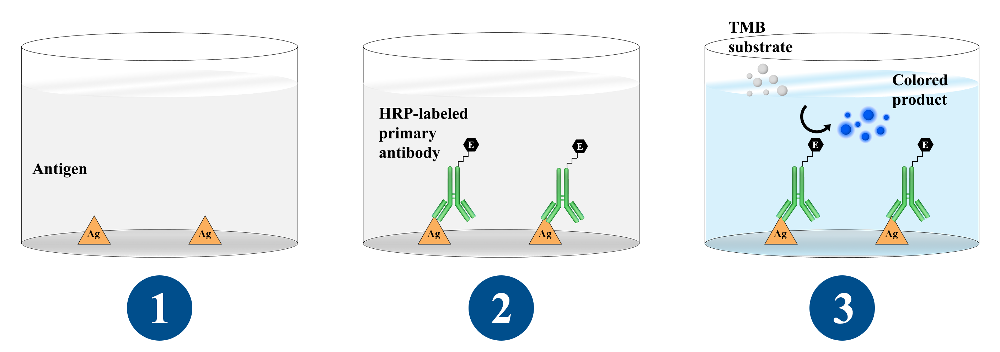 Antigen
Ag
Ag
1
HRP-labeled
primary
antibody
E
E
Ag
Ag
2
TMB
substrate
Colored
product
E
E
Ag
Ag
3